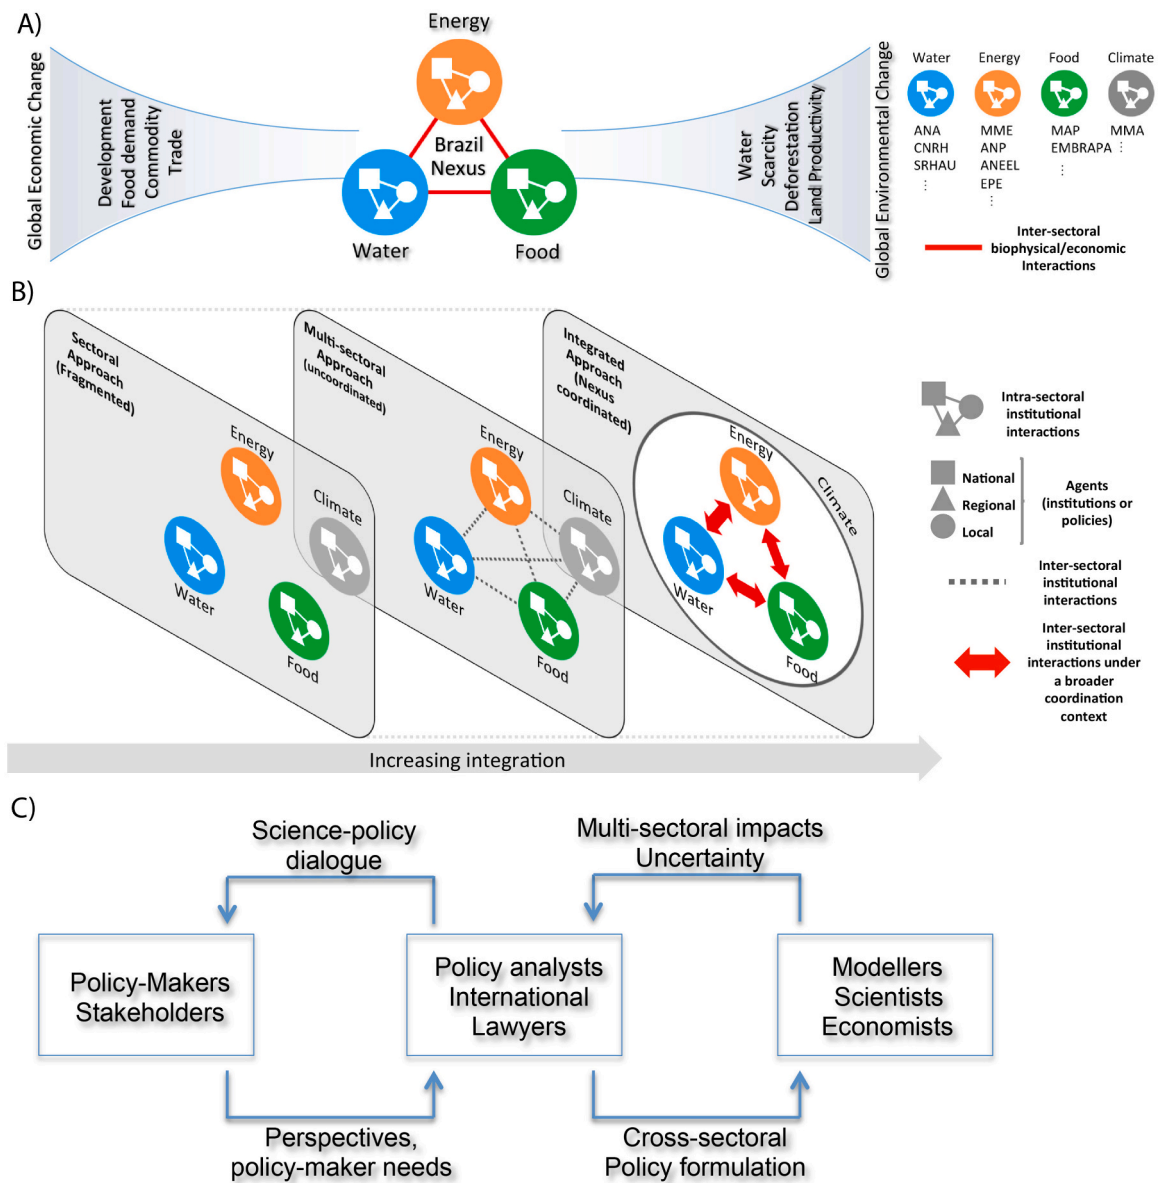 A)
Global Economic Change
Development
Food demand
Commodity
Trade
Energy
Brazil
Nexus
Water
Food
Water
Scarcity
Deforestation
Land Productivity
Global Environmental Change
Water
Energy
Food
Climate
ANA
CNRH
SRHAU
⋮
MME
ANP
ANEEL
EPE
⋮
MAP
EMBRAPA
⋮
MMA
⋮
Inter-sectoral
biophysical/economic
Interactions
B)
Sectoral
Approach
(Fragmented)
Energy
Climate
Water
Food
Multi-sectoral
Approach
(uncoordinated)
Energy
Climate
Water
Food
Integrated
Approach
(Nexus
coordinated)
Energy
Climate
Water
Food
Intra-sectoral
institutional
interactions
National
Regional
Local
Agents
(institutions or
policies)
Inter-sectoral
institutional
interactions
Inter-sectoral
institutional
interactions under
a broader
coordination
context
Increasing integration
C)
Science-policy
dialogue
Multi-sectoral impacts
Uncertainty
Policy-Makers
Stakeholders
Policy analysts
International
Lawyers
Modellers
Scientists
Economists
Perspectives,
policy-maker needs
Cross-sectoral
Policy formulation